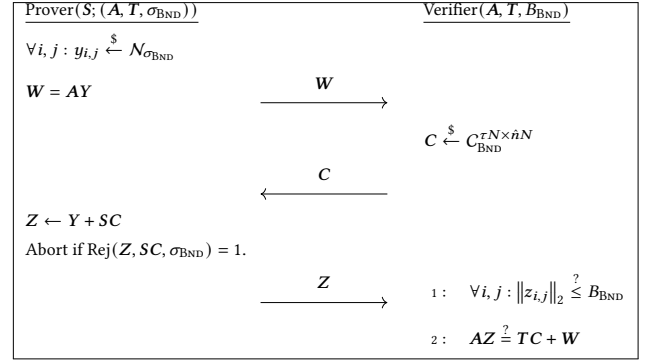 Prover(S; (A, T, σ_BND))
Verifier(A, T, B_BND)
∀i, j : y_{i,j} ←$ 𝒩_{σ_BND}
W = AY
W
C ←$ 𝒞_BND^{τN×n̂N}
C
Z ← Y + SC
Abort if Rej(Z, SC, σ_BND) = 1.
Z
1 : ∀i, j : ‖z_{i,j}‖₂ ≤? B_BND
2 : AZ =? TC + W